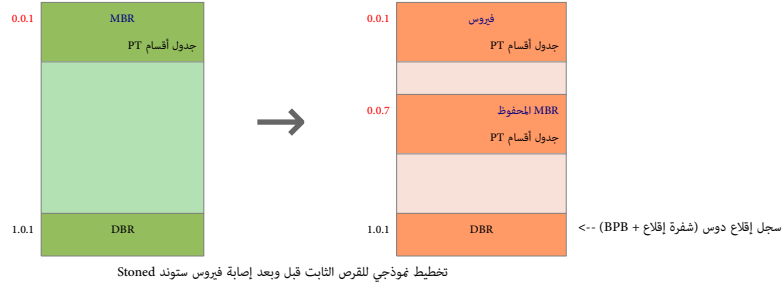 0.0.1
MBR
جدول أقسام PT
1.0.1
DBR
0.0.1
فيروس
جدول أقسام PT
0.0.7
MBR المحفوظ
جدول أقسام PT
1.0.1
DBR
سجل إقلاع دوس (شفرة إقلاع + BPB) -->
تخطيط نموذجي للقرص الثابت قبل وبعد إصابة فيروس ستوند Stoned